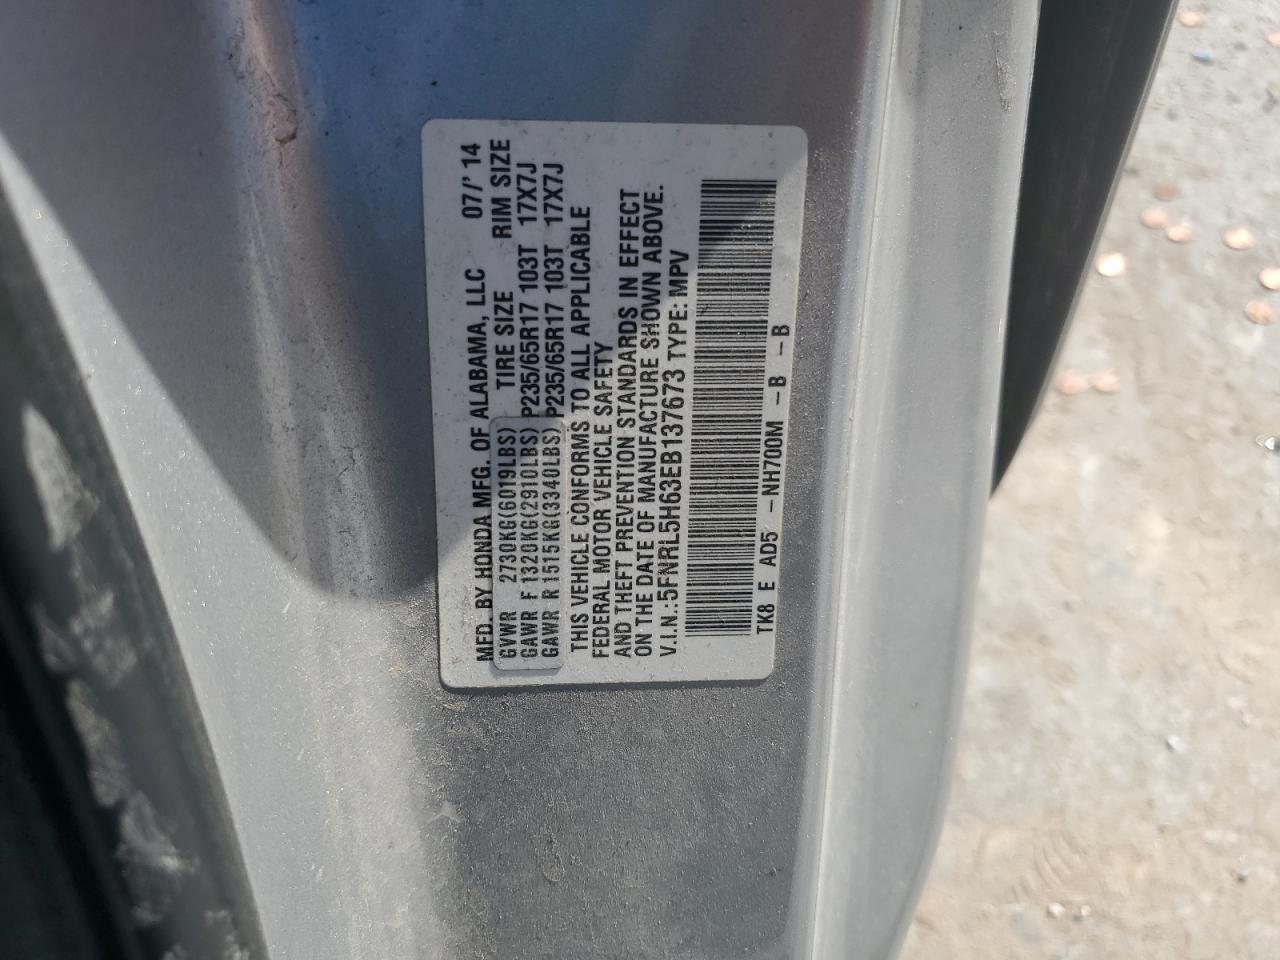 MFD. BY HONDA MFG. OF ALABAMA, LLC 07/' 14
GVWR 2730KG(6019LBS) TIRE SIZE RIM SIZE
GAWR F 1320KG(2910LBS) P235/65R17 103T 17X7J
GAWR R 1515KG(3340LBS) P235/65R17 103T 17X7J
THIS VEHICLE CONFORMS TO ALL APPLICABLE
FEDERAL MOTOR VEHICLE SAFETY
AND THEFT PREVENTION STANDARDS IN EFFECT
ON THE DATE OF MANUFACTURE SHOWN ABOVE.
V.I.N.:5FNRL5H63EB137673 TYPE: MPV
TK8 E AD5 -NH700M -B -B